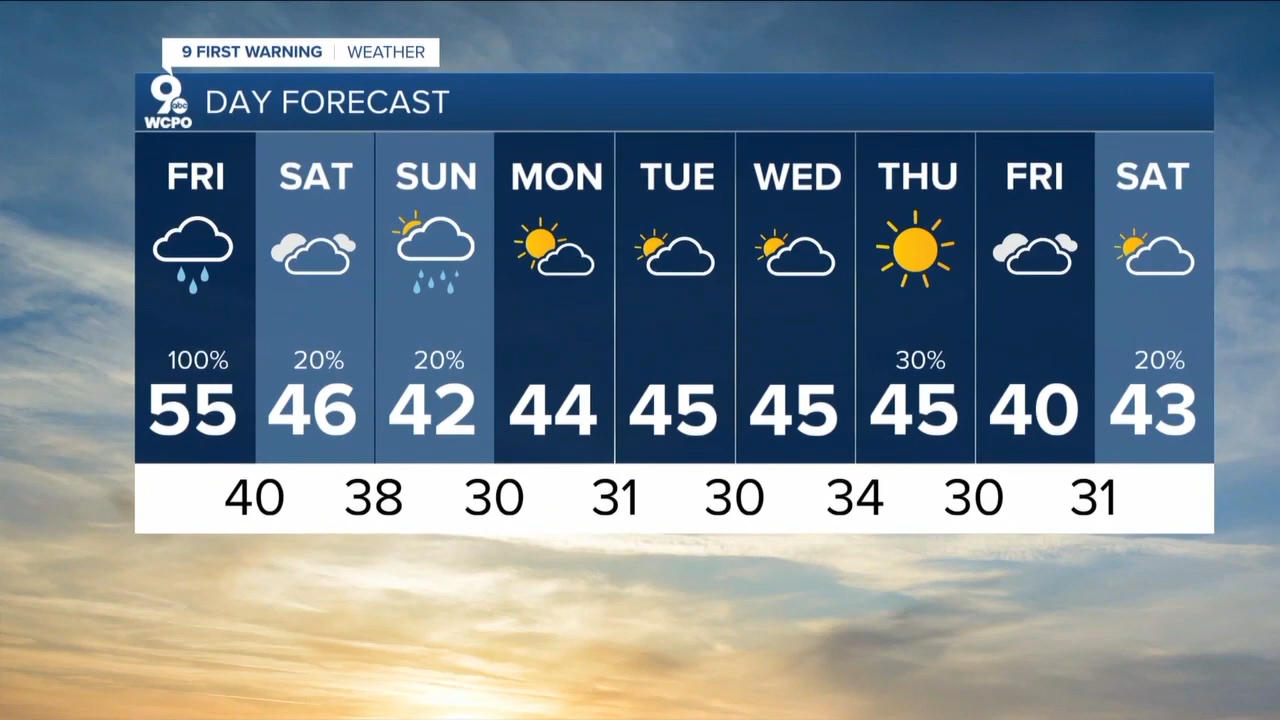 9 FIRST WARNING | WEATHER
9 abc
WCPO
DAY FORECAST
FRI SAT SUN MON TUE WED THU FRI SAT
100% 20% 20% 30% 20%
55 46 42 44 45 45 45 40 43
40 38 30 31 30 34 30 31